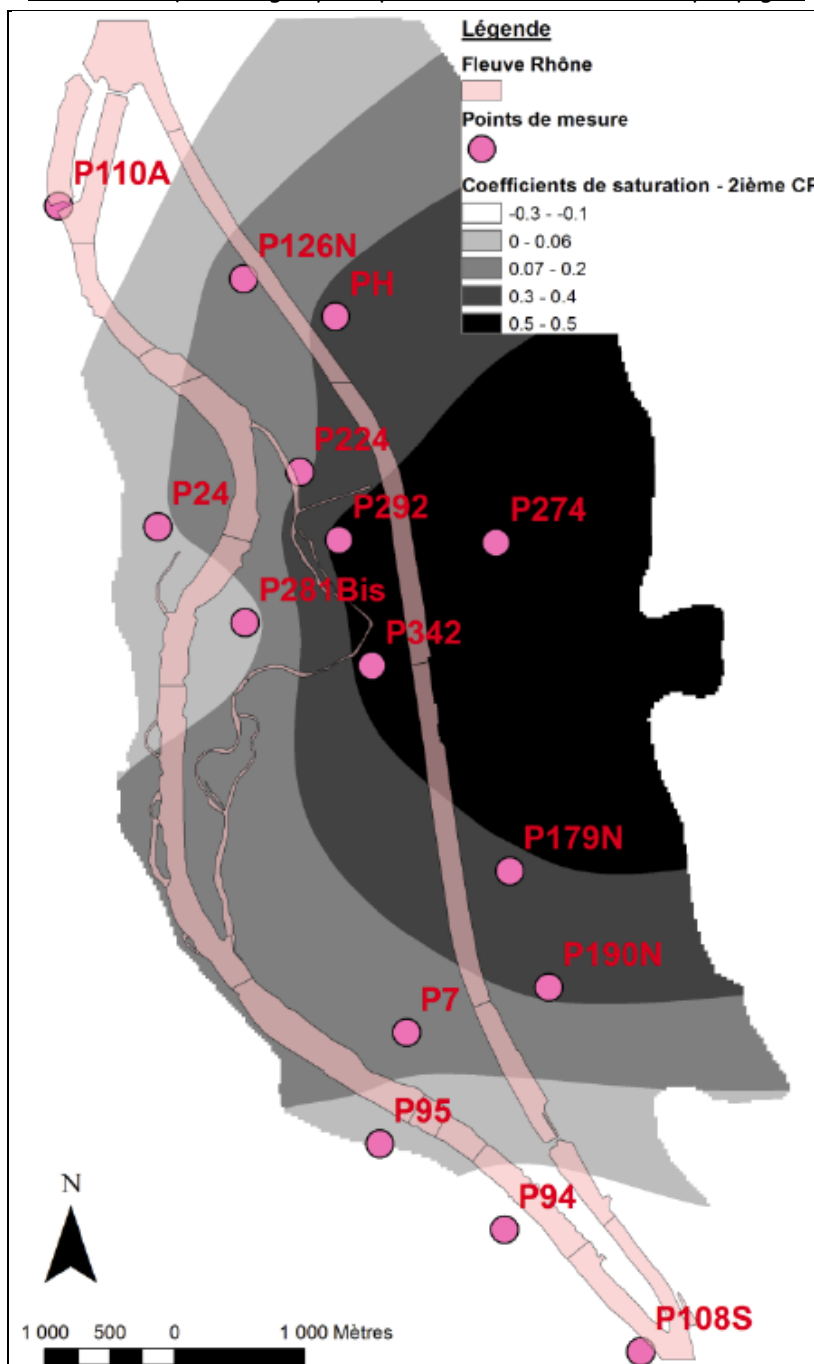 Légende
Fleuve Rhône
Points de mesure
Coefficients de saturation - 2ième CP
-0.3 - -0.1
0 - 0.06
0.07 - 0.2
0.3 - 0.4
0.5 - 0.5
P110A
P126N
PH
P224
P24
P292
P274
P281Bis
P342
P179N
P190N
P7
P95
P94
P108S
N
1 000 500 0 1 000 Mètres